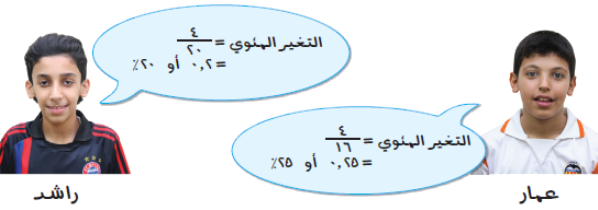 التغير المئوي = ٤/٢٠
= ٠,٢ أو ٢٠٪
التغير المئوي = ٤/١٦
= ٠,٢٥ أو ٢٥٪
راشد
عمار